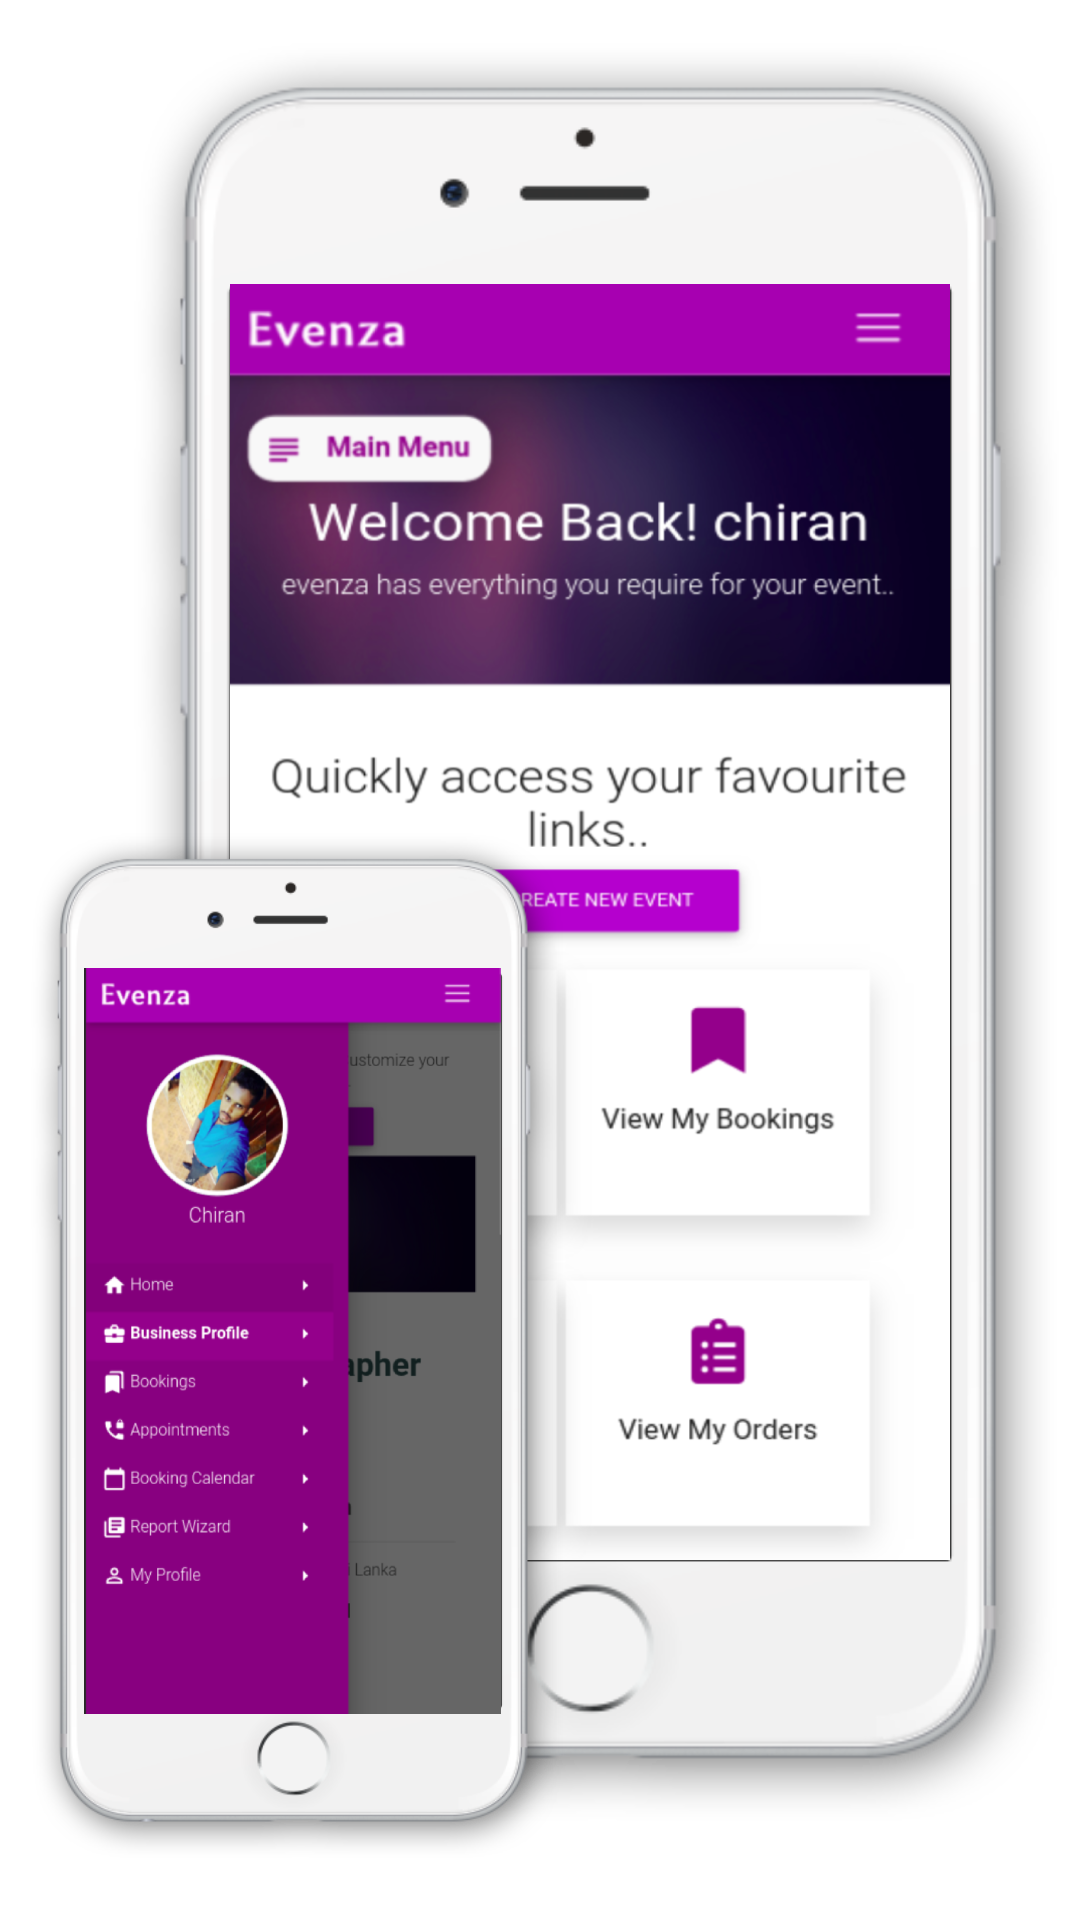 Evenza
Main Menu
Welcome Back! chiran
evenza has everything you require for your event..
Quickly access your favourite
links..
REATE NEW EVENT
View My Bookings
View My Orders
Evenza
ustomize your
Chiran
Home
Business Profile
apher
Bookings
Appointments
Booking Calendar
Report Wizard
My Profile
Lanka